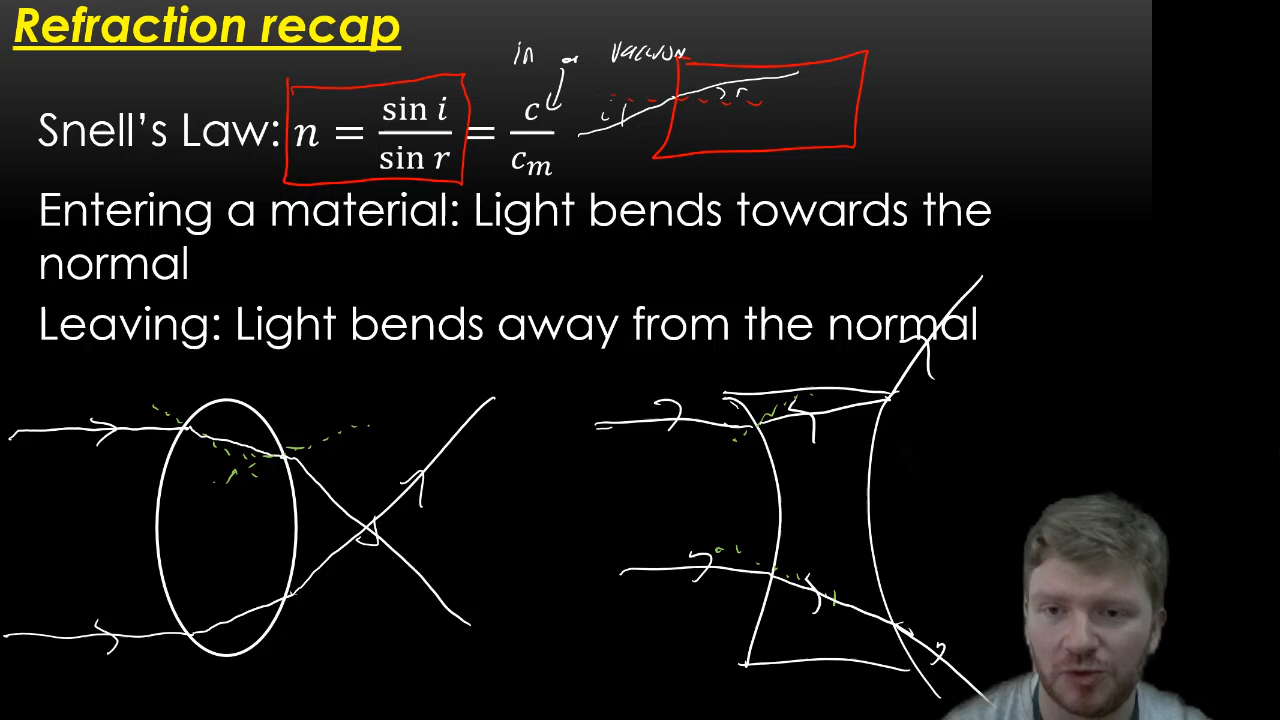 Refraction recap
in a vacuum
Snell's Law: n = sin i / sin r = c / cₘ
i r
Entering a material: Light bends towards the
normal
Leaving: Light bends away from the normal